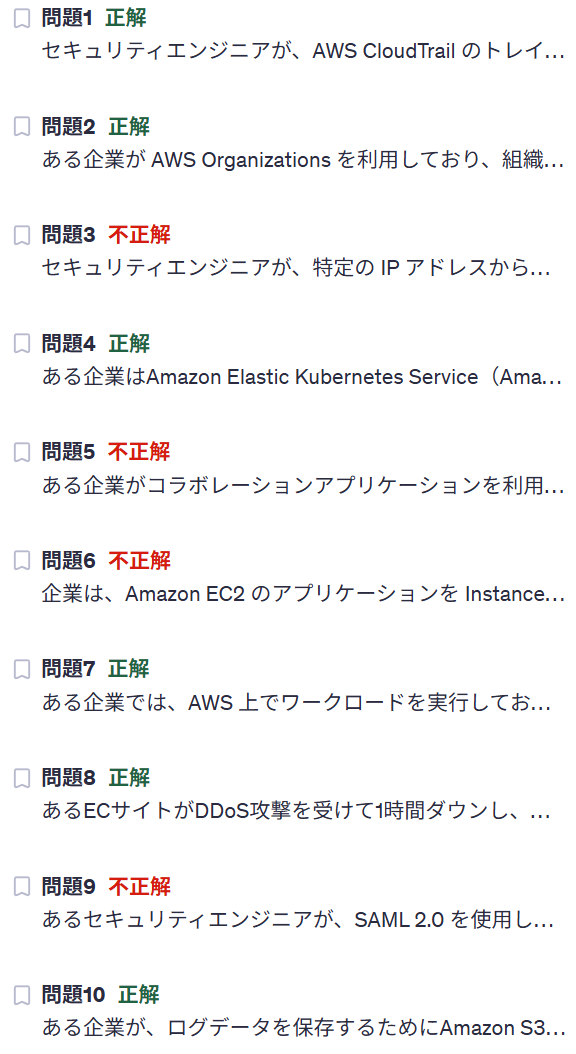 問題1 正解
セキュリティエンジニアが、AWS CloudTrail のトレイ...
問題2 正解
ある企業が AWS Organizations を利用しており、組織...
問題3 不正解
セキュリティエンジニアが、特定の IP アドレスから...
問題4 正解
ある企業はAmazon Elastic Kubernetes Service（Ama...
問題5 不正解
ある企業がコラボレーションアプリケーションを利用...
問題6 不正解
企業は、Amazon EC2 のアプリケーションを Instance...
問題7 正解
ある企業では、AWS 上でワークロードを実行してお...
問題8 正解
あるECサイトがDDoS攻撃を受けて1時間ダウンし、...
問題9 不正解
あるセキュリティエンジニアが、SAML 2.0 を使用し...
問題10 正解
ある企業が、ログデータを保存するためにAmazon S3...